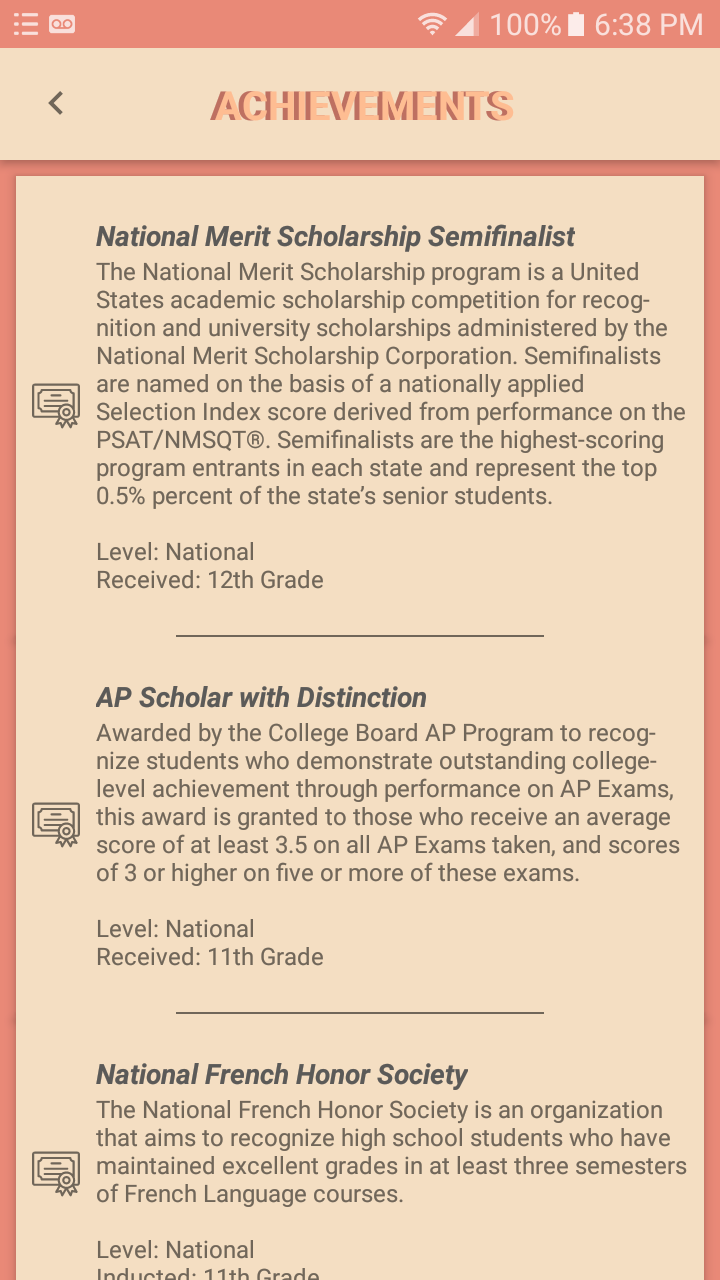 100% 6:38 PM
ACHIEVEMENTS
National Merit Scholarship Semifinalist
The National Merit Scholarship program is a United
States academic scholarship competition for recog-
nition and university scholarships administered by the
National Merit Scholarship Corporation. Semifinalists
are named on the basis of a nationally applied
Selection Index score derived from performance on the
PSAT/NMSQT®. Semifinalists are the highest-scoring
program entrants in each state and represent the top
0.5% percent of the state’s senior students.
Level: National
Received: 12th Grade
AP Scholar with Distinction
Awarded by the College Board AP Program to recog-
nize students who demonstrate outstanding college-
level achievement through performance on AP Exams,
this award is granted to those who receive an average
score of at least 3.5 on all AP Exams taken, and scores
of 3 or higher on five or more of these exams.
Level: National
Received: 11th Grade
National French Honor Society
The National French Honor Society is an organization
that aims to recognize high school students who have
maintained excellent grades in at least three semesters
of French Language courses.
Level: National
Inducted: 11th Grade